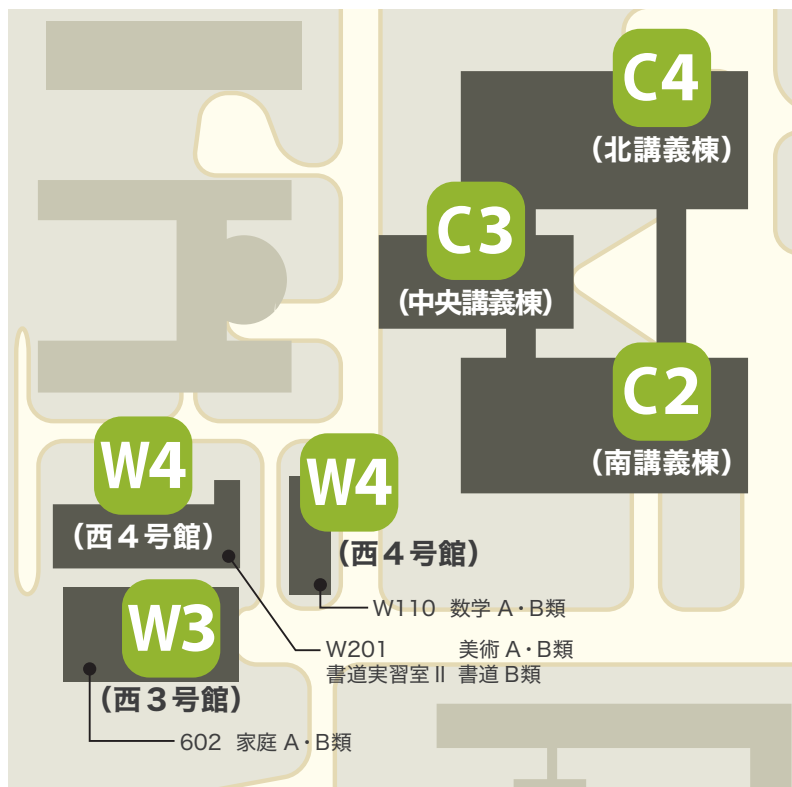 C4
（北講義棟）
C3
（中央講義棟）
C2
（南講義棟）
W4
（西４号館）
W4
（西４号館）
W110 数学 A・B類
W201 美術 A・B類
書道実習室Ⅱ 書道 B類
W3
（西３号館）
602 家庭 A・B類